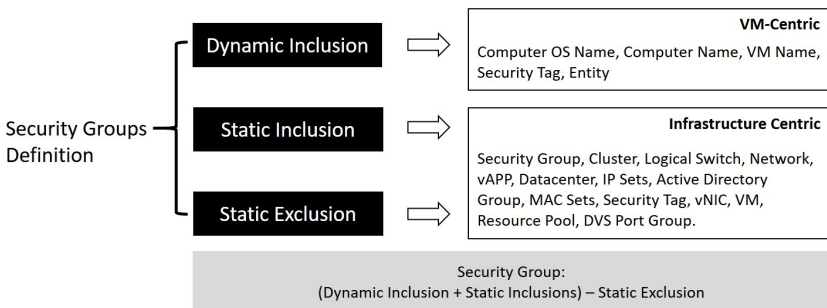 Security Groups
Definition
Dynamic Inclusion
Static Inclusion
Static Exclusion
VM-Centric
Computer OS Name, Computer Name, VM Name,
Security Tag, Entity
Infrastructure Centric
Security Group, Cluster, Logical Switch, Network,
vAPP, Datacenter, IP Sets, Active Directory
Group, MAC Sets, Security Tag, vNIC, VM,
Resource Pool, DVS Port Group.
Security Group:
(Dynamic Inclusion + Static Inclusions) – Static Exclusion